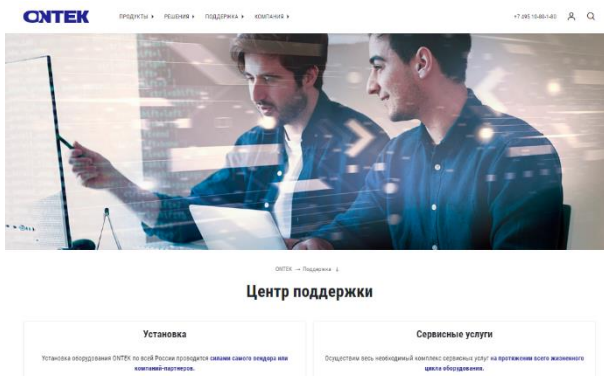 ONTEK
ПРОДУКТЫ РЕШЕНИЯ ПОДДЕРЖКА КОМПАНИЯ
ONTEK → Поддержка ↓
Центр поддержки
Установка
Установка оборудования ONTEK по всей России проводится силами самого вендора или
компаний-партнеров.
Сервисные услуги
Осуществим весь необходимый комплекс сервисных услуг на протяжении всего жизненного
цикла оборудования.